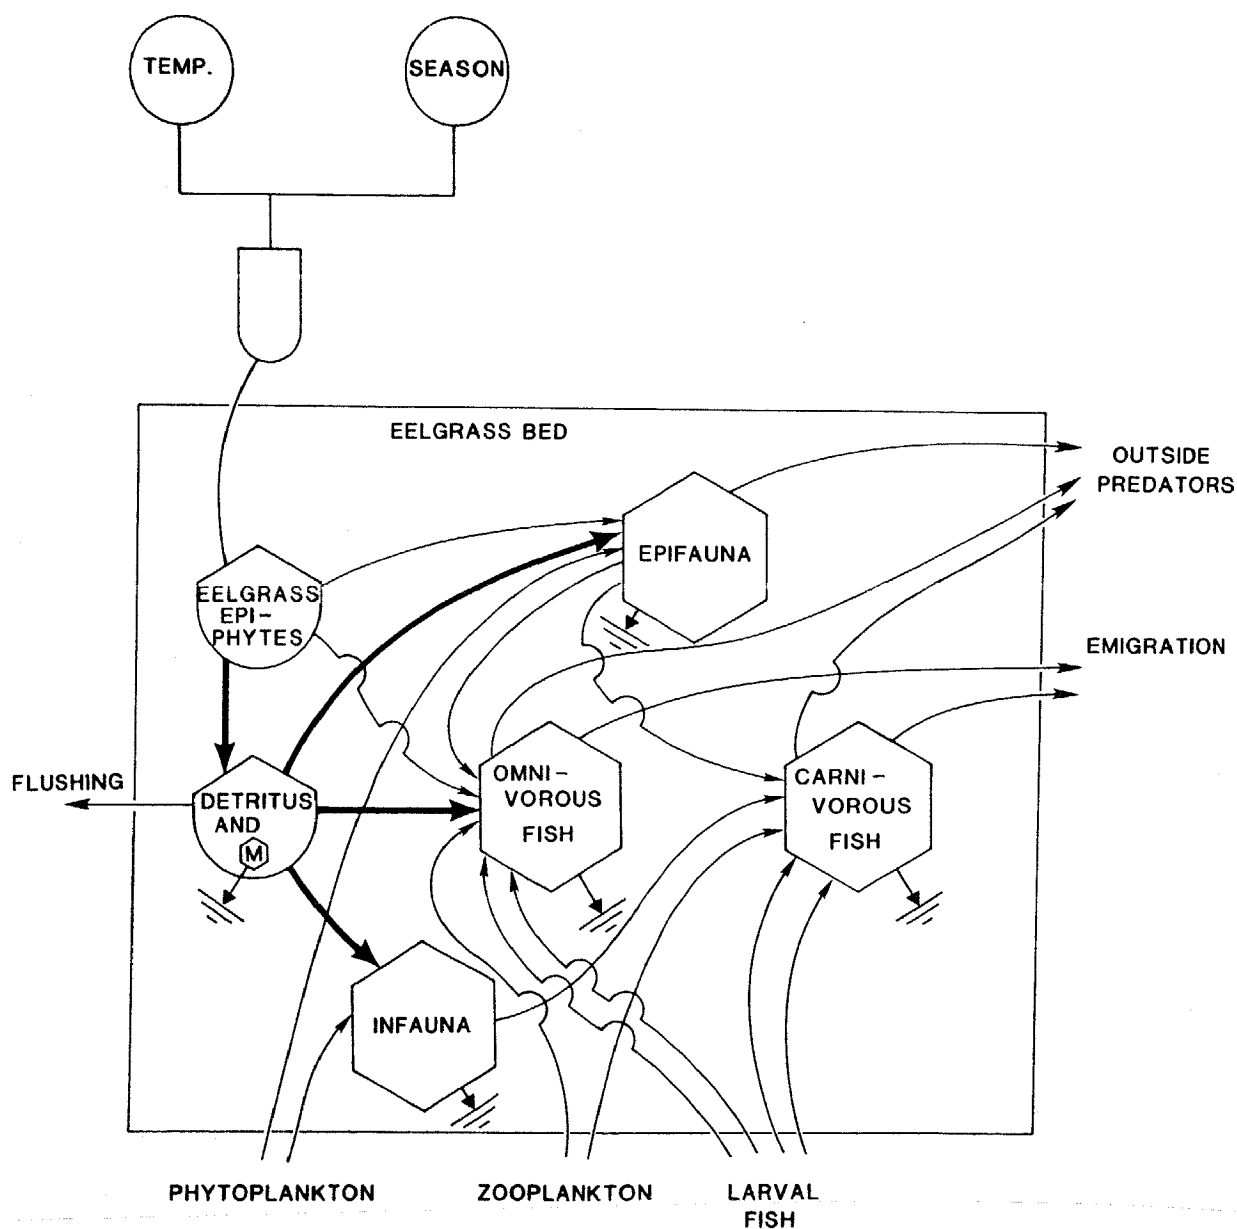 TEMP.
SEASON
EELGRASS BED
OUTSIDE
PREDATORS
EPIFAUNA
EELGRASS
EPI-
PHYTES
EMIGRATION
FLUSHING
DETRITUS
AND
M
OMNI-
VOROUS
FISH
CARNI-
VOROUS
FISH
INFAUNA
PHYTOPLANKTON
ZOOPLANKTON
LARVAL
FISH